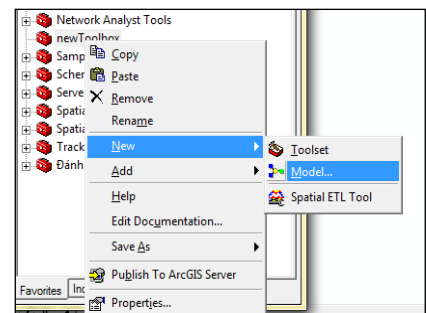 Network Analyst Tools
newToolbox
Samp
Scher
Serve
Spatia
Spatia
Track
Đánh
Copy
Paste
Remove
Rename
New
Add
Help
Edit Documentation...
Save As
Publish To ArcGIS Server
Properties...
Toolset
Model...
Spatial ETL Tool
Favorites